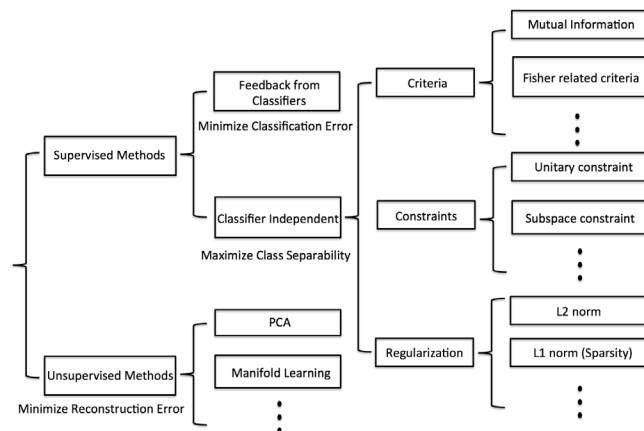 Mutual Information
Feedback from
Classifiers
Criteria
Fisher related criteria
Minimize Classification Error
Supervised Methods
Unitary constraint
Classifier Independent
Constraints
Subspace constraint
Maximize Class Separability
PCA
L2 norm
Regularization
L1 norm (Sparsity)
Unsupervised Methods
Manifold Learning
Minimize Reconstruction Error